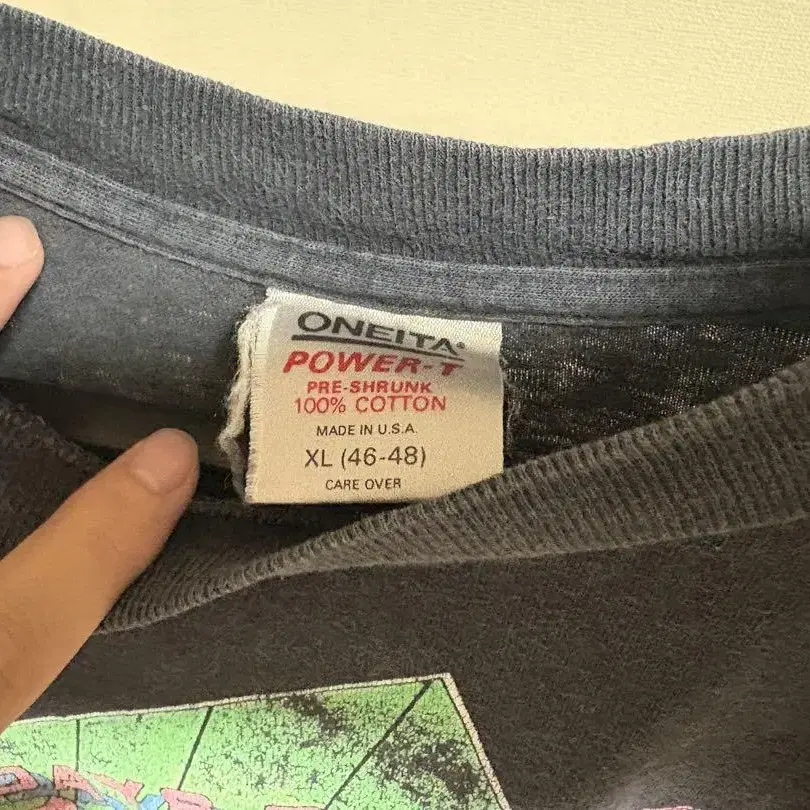 ONEITA®
POWER-T
PRE-SHRUNK
100% COTTON
MADE IN U.S.A.
XL (46-48)
CARE OVER